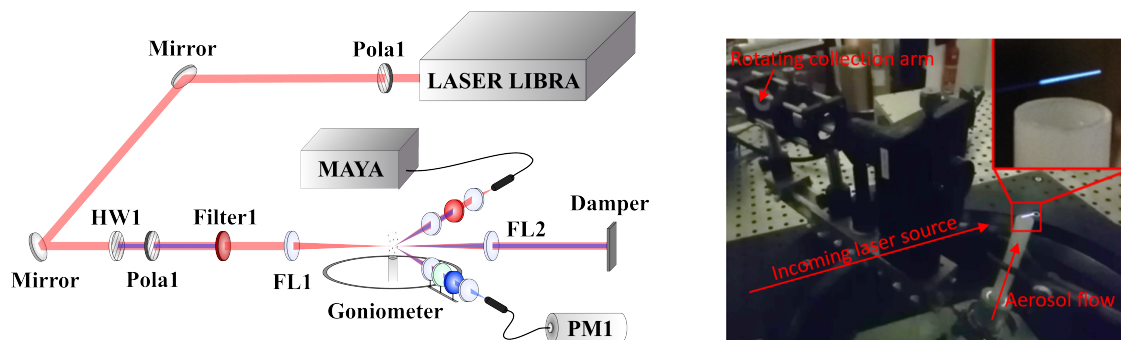 Mirror
Pola1
LASER LIBRA
MAYA
HW1
Filter1
Damper
FL2
Mirror
Pola1
FL1
Goniometer
PM1
Rotating collection arm
Incoming laser source
Aerosol flow